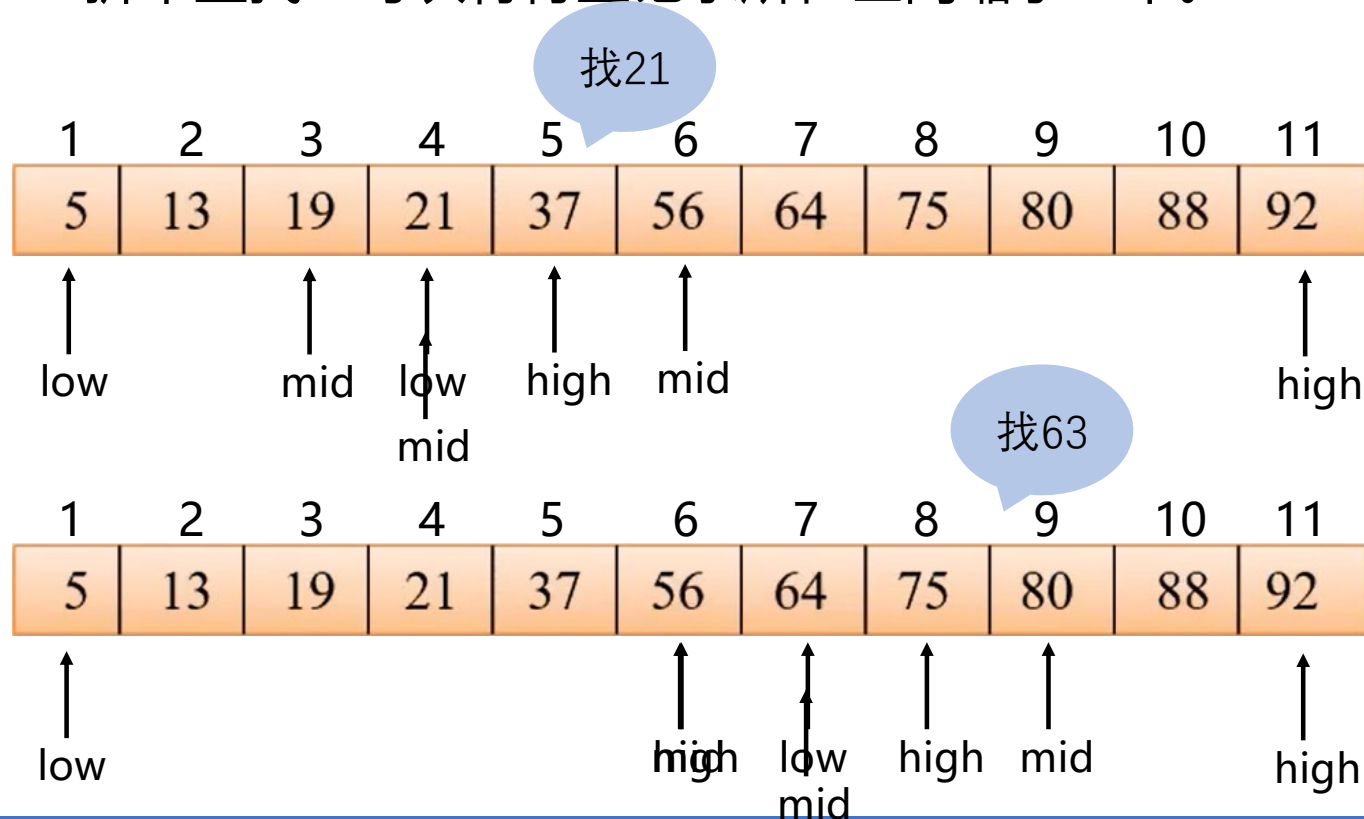 找21
1 2 3 4 5 6 7 8 9 10 11
5 13 19 21 37 56 64 75 80 88 92
low mid low high mid high
mid
找63
1 2 3 4 5 6 7 8 9 10 11
5 13 19 21 37 56 64 75 80 88 92
low high mid low high mid high
mid